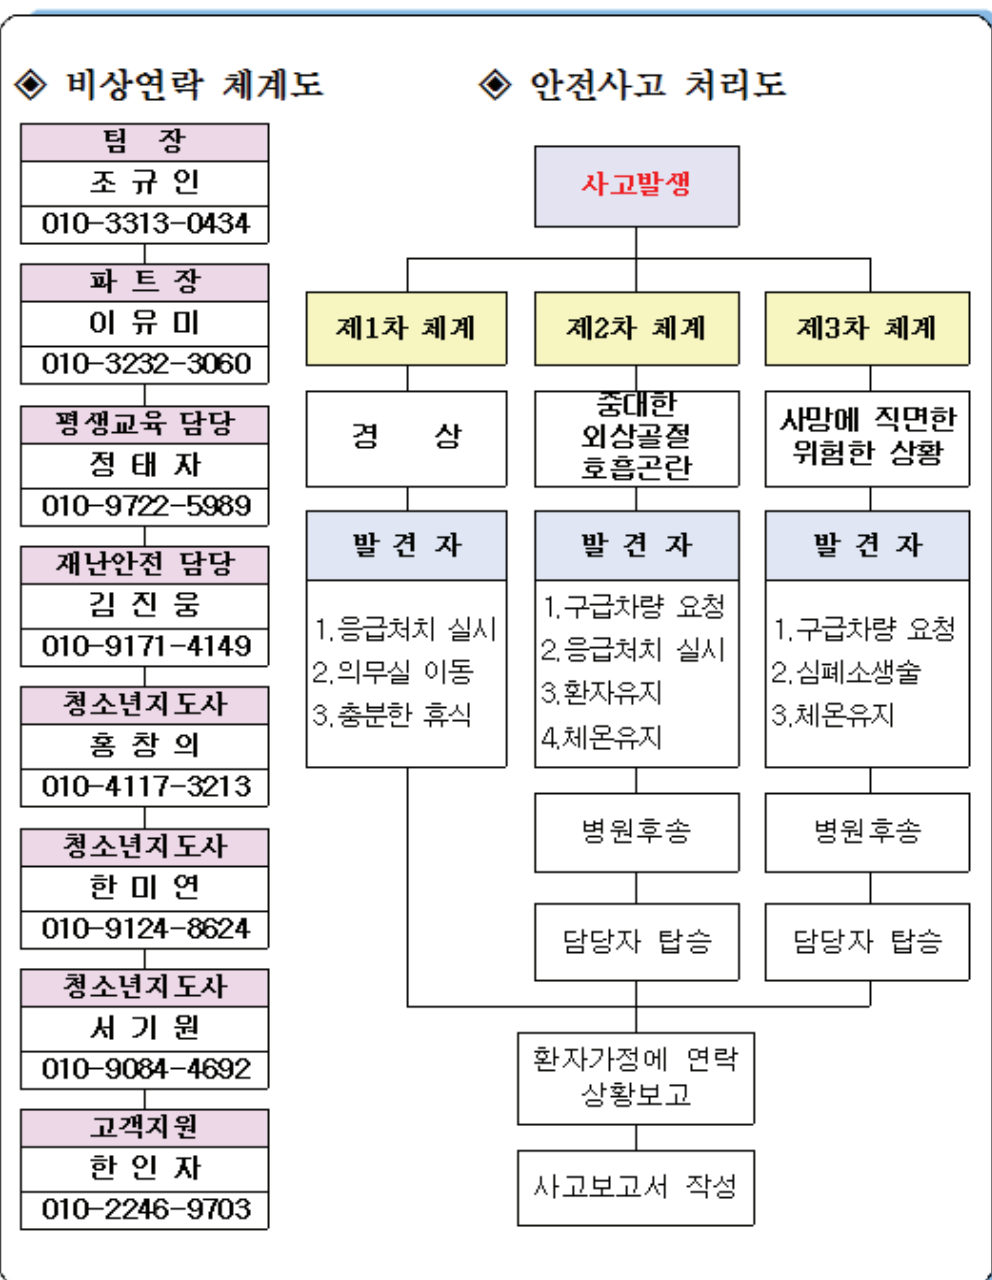 ◈ 비상연락 체계도
팀 장
조 규 인
010-3313-0434
파 트 장
이 유 미
010-3232-3060
평생교육 담당
정 태 자
010-9722-5989
재난안전 담당
김 진 웅
010-9171-4149
청소년지도사
홍 창 의
010-4117-3213
청소년지도사
한 미 연
010-9124-8624
청소년지도사
서 기 원
010-9084-4692
고객지원
한 인 자
010-2246-9703
◈ 안전사고 처리도
사고발생
제1차 체계
경 상
발 견 자
1.응급처치 실시
2.의무실 이동
3.충분한 휴식
제2차 체계
중대한
외상골절
호흡곤란
발 견 자
1.구급차량 요청
2.응급처치 실시
3.환자유지
4.체온유지
병원후송
담당자 탑승
제3차 체계
사망에 직면한
위험한 상황
발 견 자
1.구급차량 요청
2.심폐소생술
3.체온유지
병원후송
담당자 탑승
환자가정에 연락
상황보고
사고보고서 작성